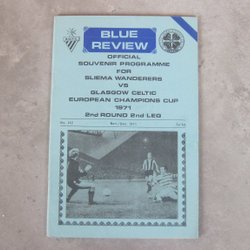 BLUE
REVIEW
OFFICIAL
SOUVENIR PROGRAMME
FOR
SLIEMA WANDERERS
VS
GLASGOW CELTIC
EUROPEAN CHAMPIONS CUP
1971
2ND ROUND 2ND LEG